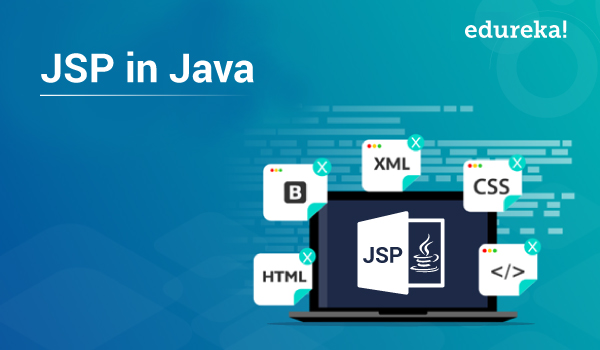 edureka!
JSP in Java
XML
X
B
X
CSS
X
JSP
HTML
X
</>
X